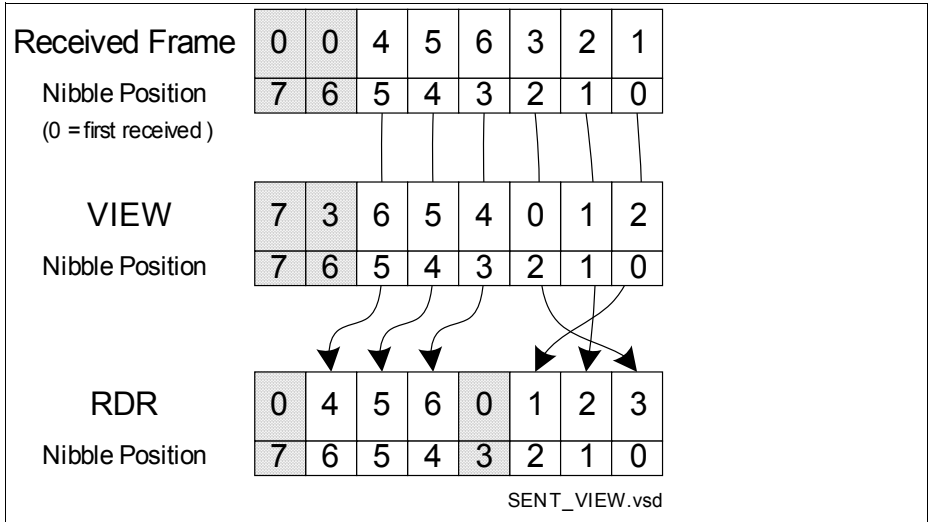 Received Frame 0 0 4 5 6 3 2 1
Nibble Position 7 6 5 4 3 2 1 0
(0 = first received )
VIEW 7 3 6 5 4 0 1 2
Nibble Position 7 6 5 4 3 2 1 0
RDR 0 4 5 6 0 1 2 3
Nibble Position 7 6 5 4 3 2 1 0
SENT_VIEW.vsd